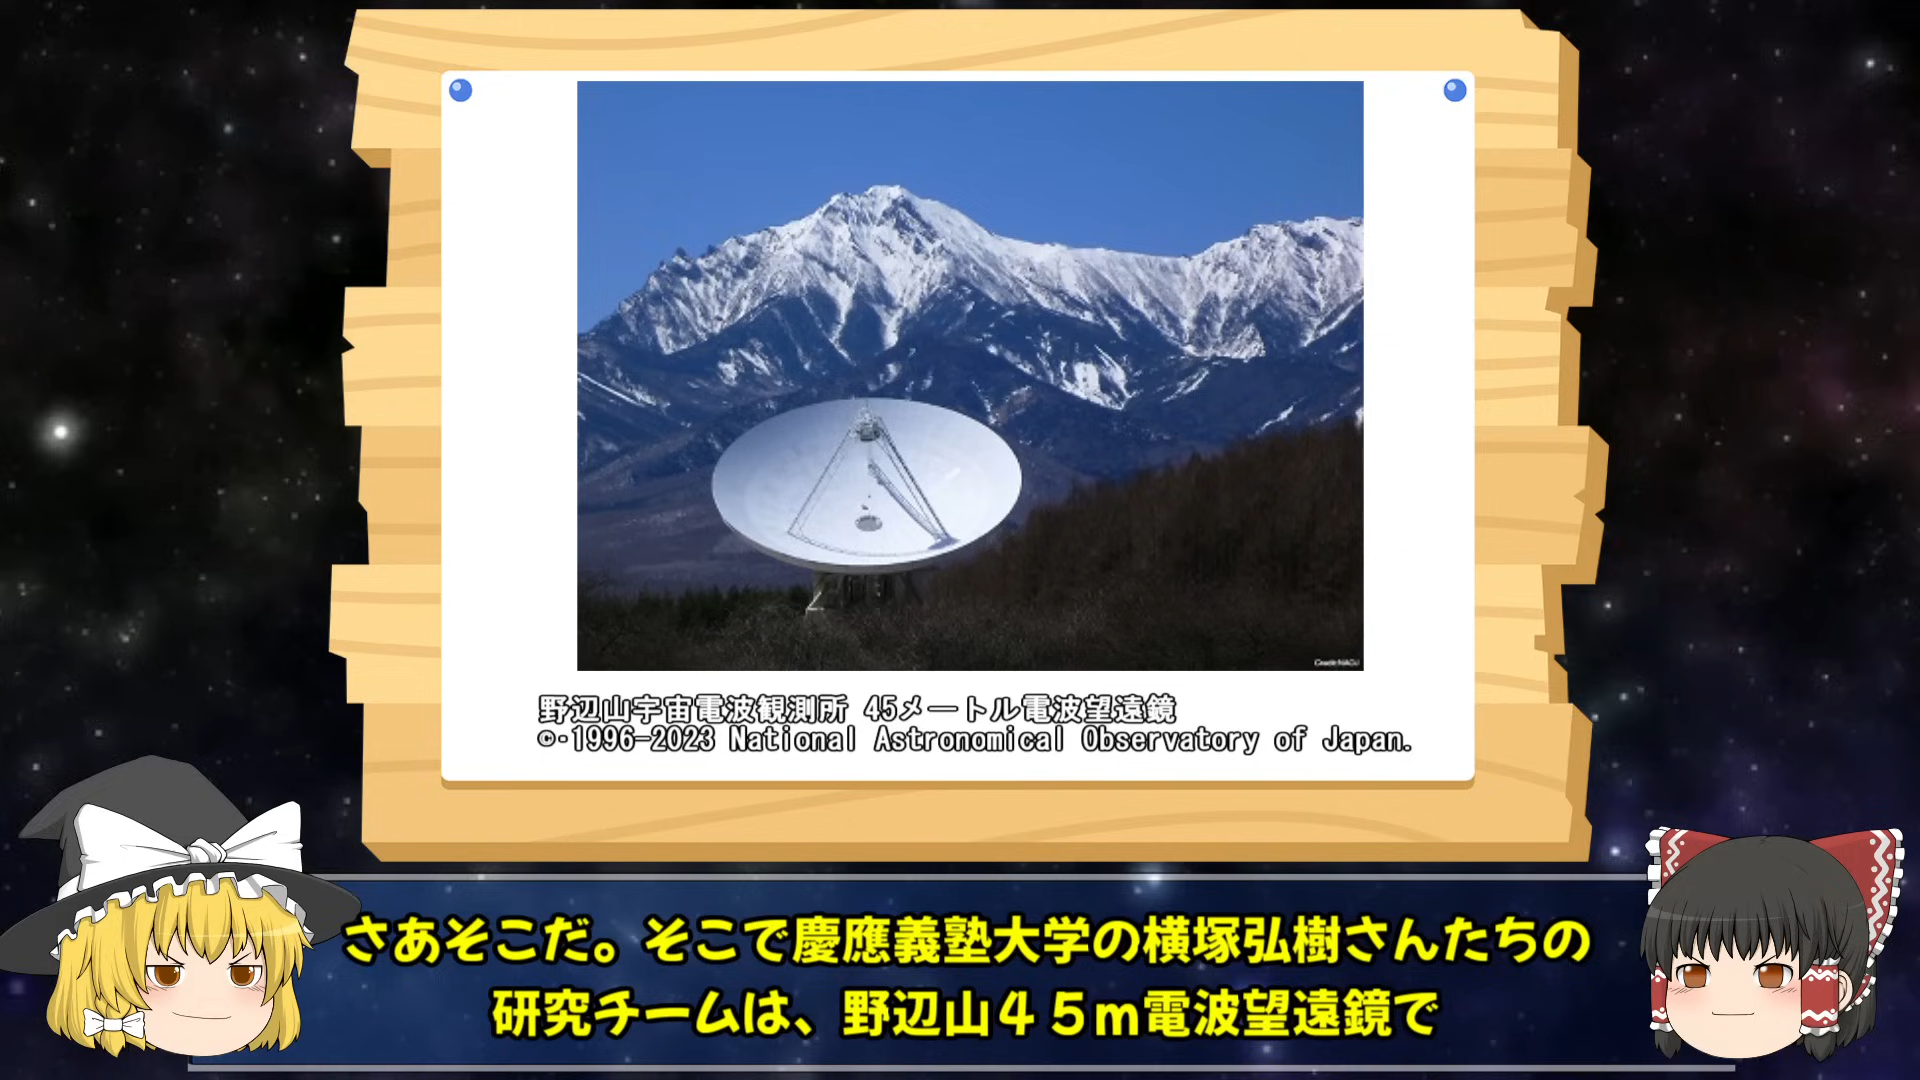 野辺山宇宙電波観測所 45メートル電波望遠鏡
©・1996-2023 National Astronomical Observatory of Japan.
さあそこだ。そこで慶應義塾大学の横塚弘樹さんたちの
研究チームは、野辺山４５ｍ電波望遠鏡で